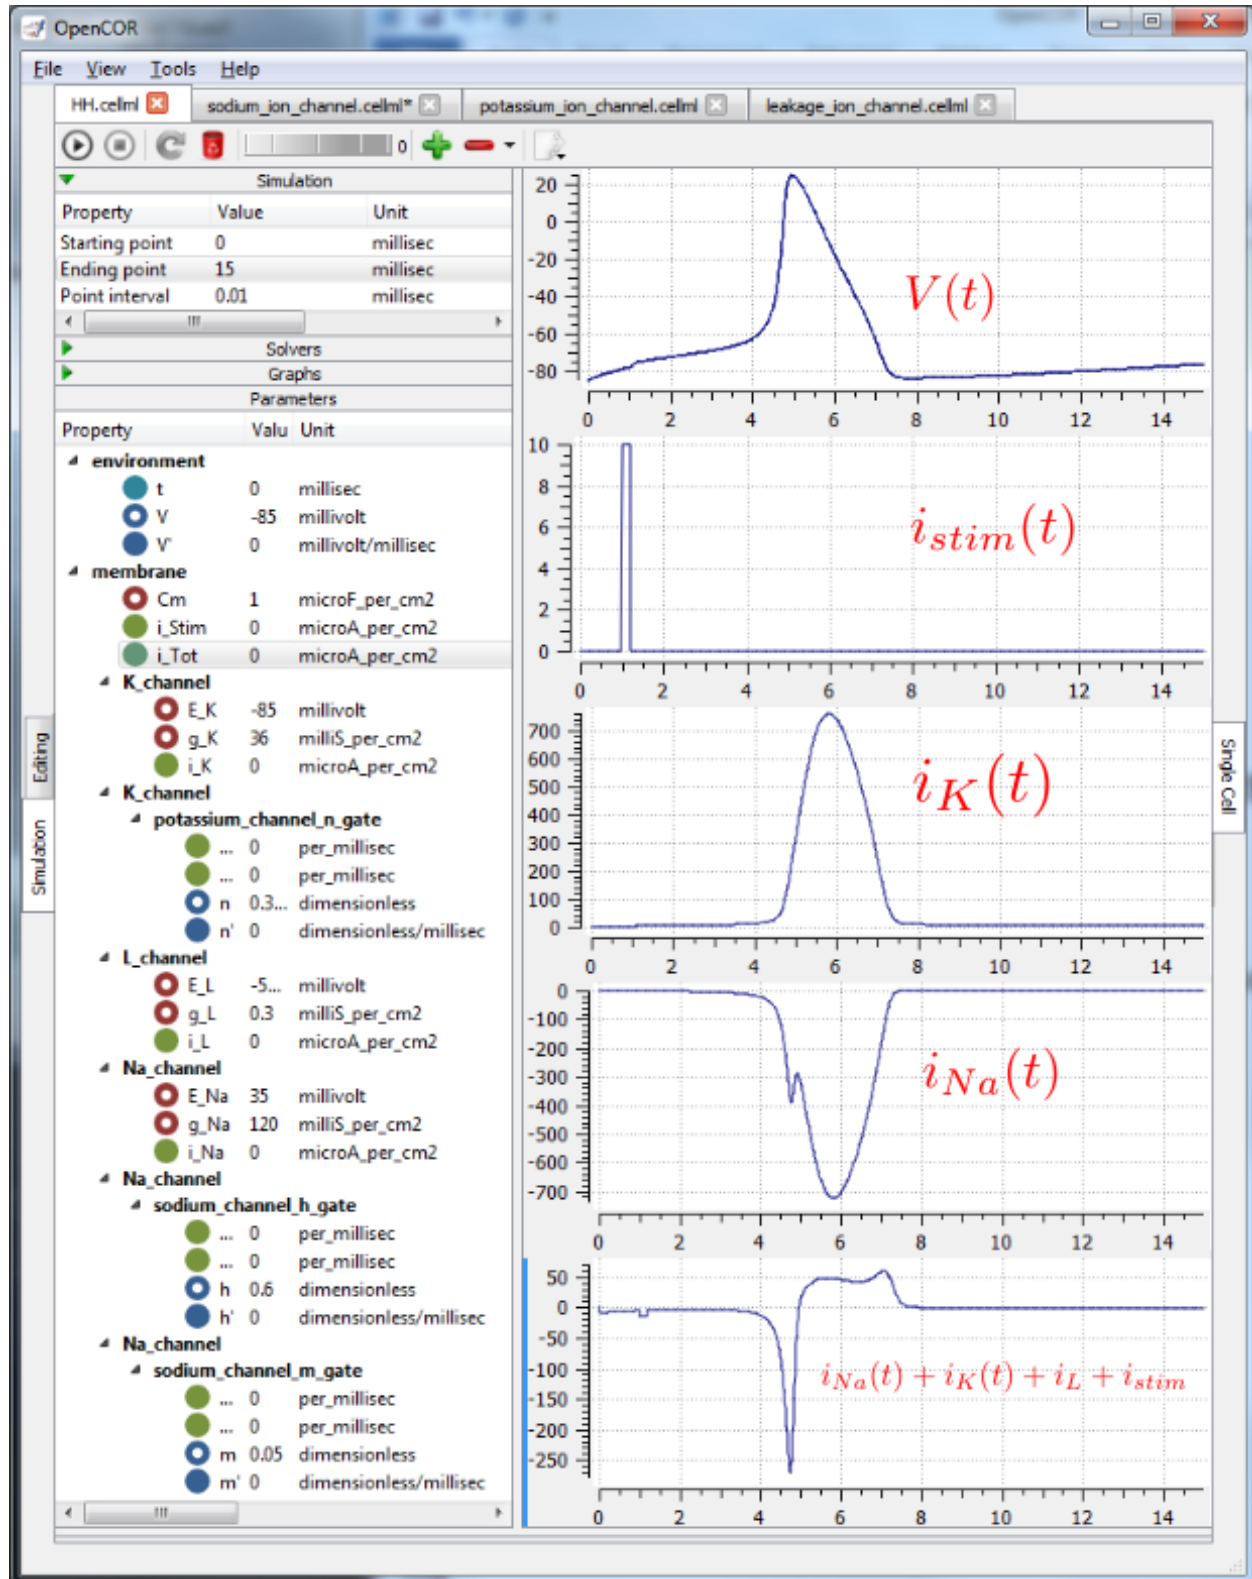 OpenCOR
File View Tools Help
HH.cellml sodium_ion_channel.cellml* potassium_ion_channel.cellml leakage_ion_channel.cellml
0
Simulation
Property Value Unit
Starting point 0 millisec
Ending point 15 millisec
Point interval 0.01 millisec
Solvers
Graphs
Parameters
Property Valu Unit
environment
t 0 millisec
V -85 millivolt
V' 0 millivolt/millisec
membrane
Cm 1 microF_per_cm2
i_Stim 0 microA_per_cm2
i_Tot 0 microA_per_cm2
K_channel
E_K -85 millivolt
g_K 36 milliS_per_cm2
i_K 0 microA_per_cm2
K_channel
potassium_channel_n_gate
... 0 per_millisec
... 0 per_millisec
n 0.3... dimensionless
n' 0 dimensionless/millisec
L_channel
E_L -5... millivolt
g_L 0.3 milliS_per_cm2
i_L 0 microA_per_cm2
Na_channel
E_Na 35 millivolt
g_Na 120 milliS_per_cm2
i_Na 0 microA_per_cm2
Na_channel
sodium_channel_h_gate
... 0 per_millisec
... 0 per_millisec
h 0.6 dimensionless
h' 0 dimensionless/millisec
Na_channel
sodium_channel_m_gate
... 0 per_millisec
... 0 per_millisec
m 0.05 dimensionless
m' 0 dimensionless/millisec
Editing
Simulation
20
0
-20
-40
-60
-80
V(t)
0 2 4 6 8 10 12 14
10
8
6
4
2
0
i_stim(t)
0 2 4 6 8 10 12 14
700
600
500
400
300
200
100
0
i_K(t)
0 2 4 6 8 10 12 14
0
-100
-200
-300
-400
-500
-600
-700
i_Na(t)
0 2 4 6 8 10 12 14
50
0
-50
-100
-150
-200
-250
i_Na(t) + i_K(t) + i_L + i_stim
0 2 4 6 8 10 12 14
Single Cell